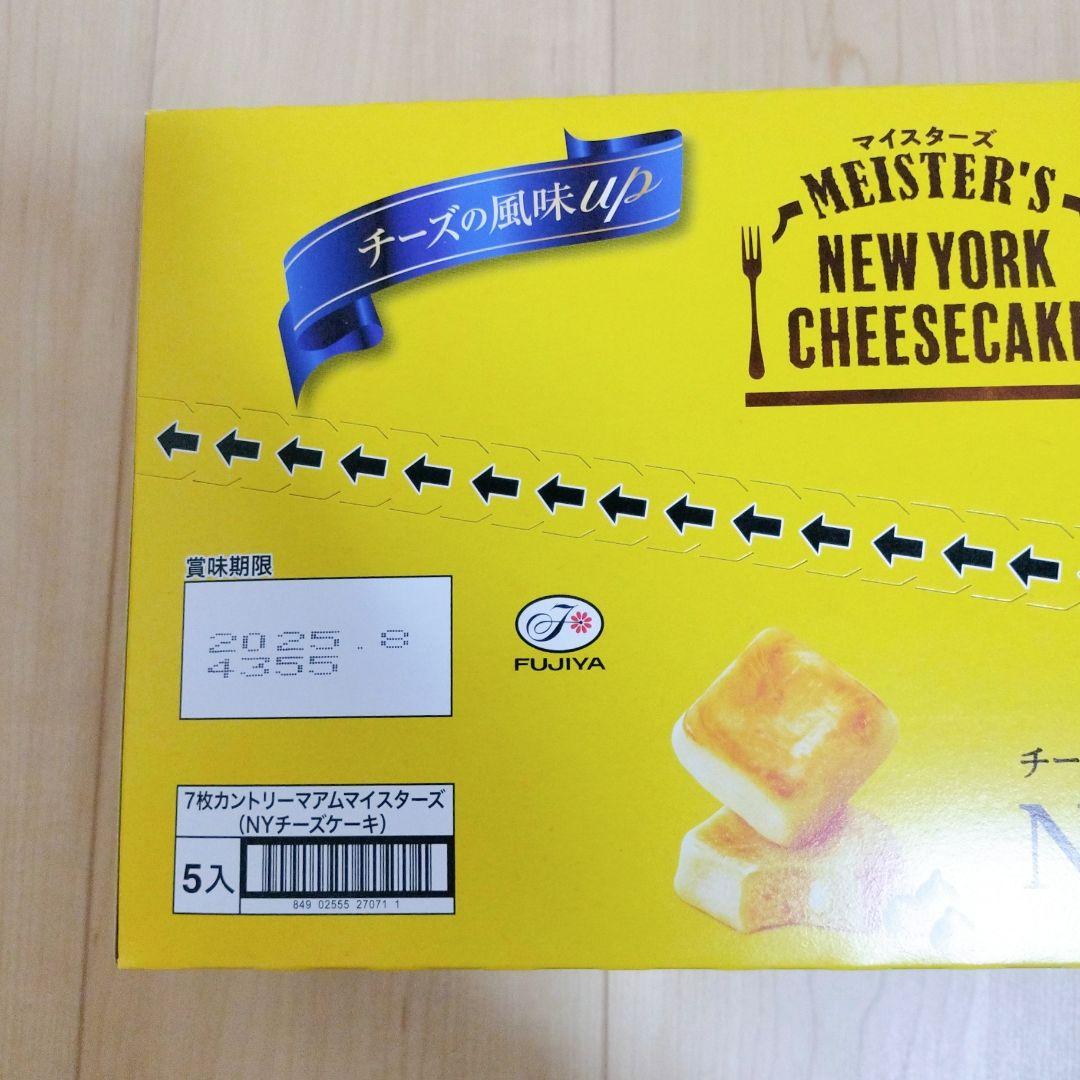 チーズの風味up
マイスターズ
MEISTER'S
NEW YORK
CHEESECAKE
賞味期限
2025.8
4355
FUJIYA
チー
N
7枚カントリーマアムマイスターズ
(NYチーズケーキ)
5入
849 02555 27071 1